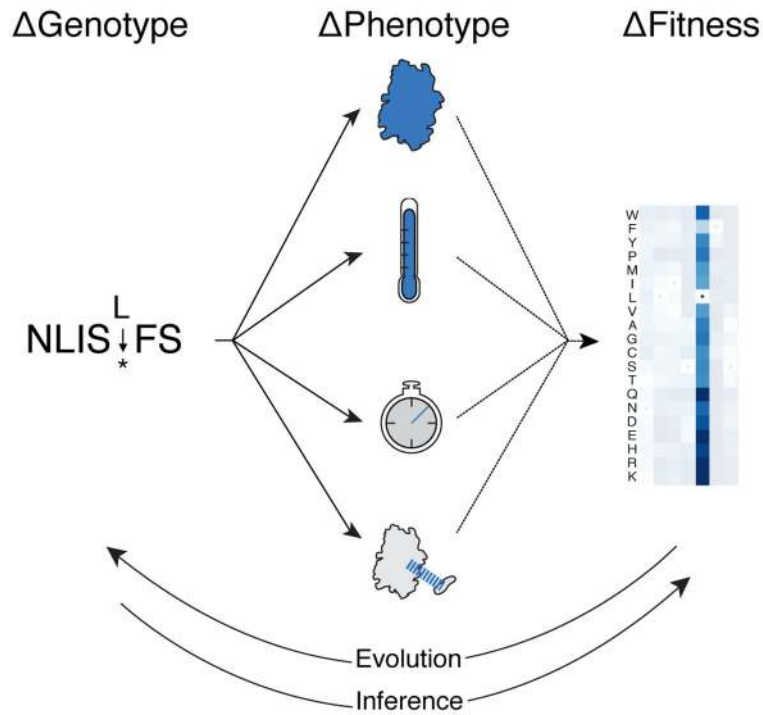 ΔGenotype
ΔPhenotype
ΔFitness
L
NLIS FS
*
W
F
Y
P
M
I
L
V
A
G
C
S
T
Q
N
D
E
H
R
K
Evolution
Inference